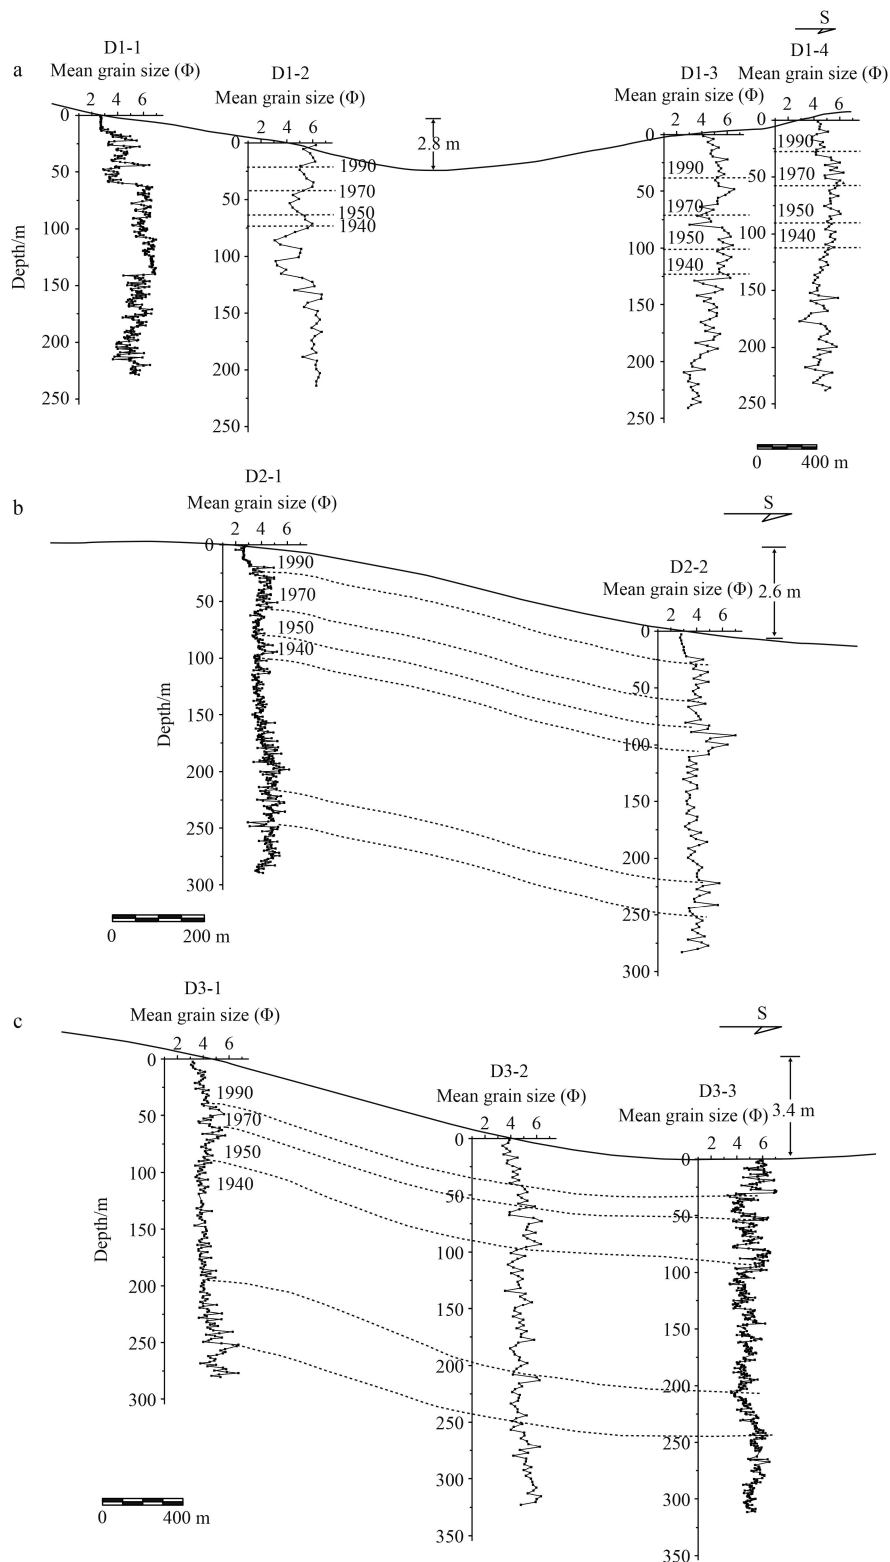 S
D1-1
D1-4
a
Mean grain size (Φ)
D1-2
D1-3
Mean grain size (Φ)
Mean grain size (Φ)
Mean grain size (Φ)
2 4 6
2 4 6
2 4 6
2 4 6
0
0
0
0
2.8 m
1990
1970
1950
1940
1990
1970
1950
1940
1990
1970
1950
1940
50
100
150
200
250
50
100
150
200
250
50
100
150
200
250
50
100
150
200
250
Depth/m
0 400 m
D2-1
b
Mean grain size (Φ)
S
2 4 6
0
1990
1970
1950
1940
50
100
150
200
250
300
Depth/m
D2-2
Mean grain size (Φ)
2.6 m
2 4 6
0
50
100
150
200
250
300
0 200 m
D3-1
c
Mean grain size (Φ)
S
2 4 6
0
1990
1970
1950
1940
50
100
150
200
250
300
Depth/m
D3-2
Mean grain size (Φ)
2 4 6
0
50
100
150
200
250
300
350
D3-3
Mean grain size (Φ)
3.4 m
2 4 6
0
50
100
150
200
250
300
350
0 400 m